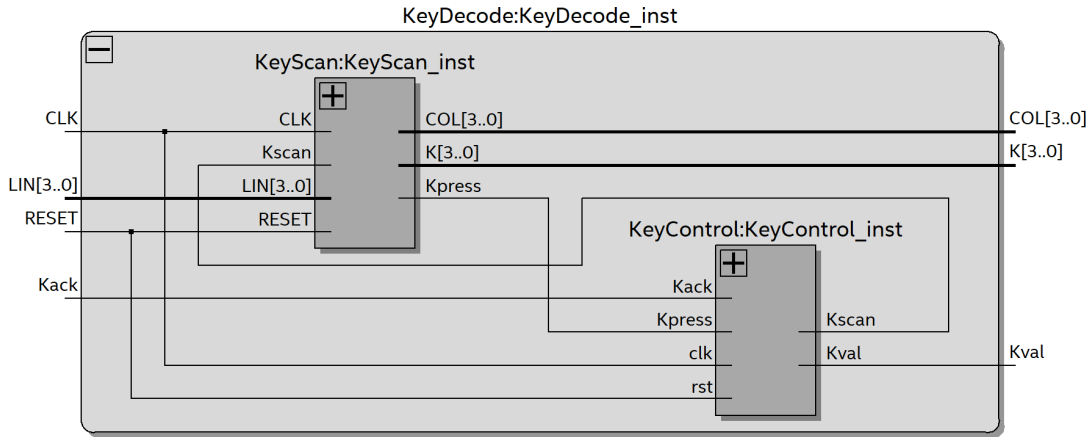 KeyDecode:KeyDecode_inst
KeyScan:KeyScan_inst
CLK
CLK
COL[3..0]
COL[3..0]
Kscan
K[3..0]
K[3..0]
LIN[3..0]
LIN[3..0]
Kpress
RESET
RESET
KeyControl:KeyControl_inst
Kack
Kack
Kpress
Kscan
clk
Kval
Kval
rst